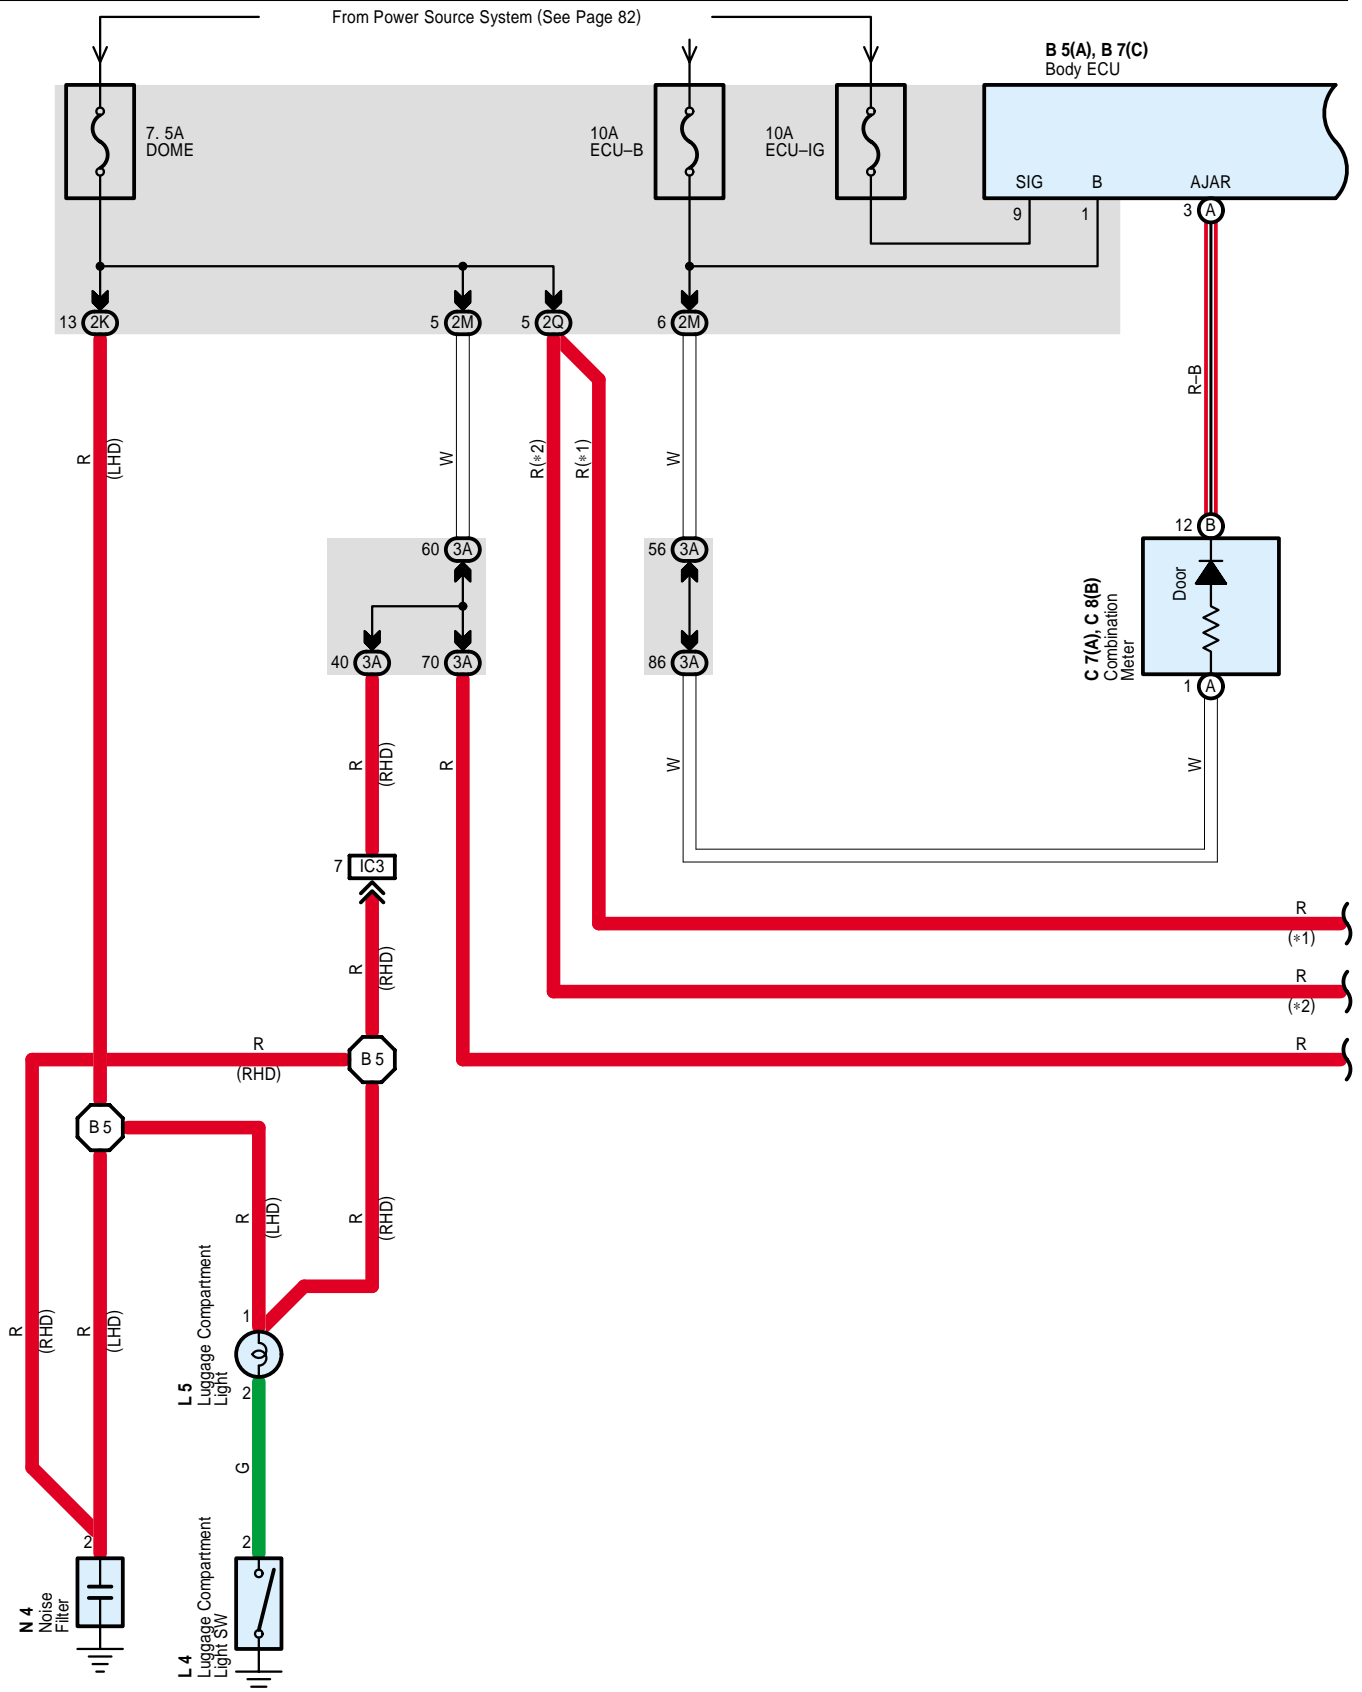 From Power Source System (See Page 82)
B 5(A), B 7(C)
Body ECU
7. 5A
DOME
10A
ECU–B
10A
ECU–IG
SIG
B
AJAR
9
1
3
A
13
2K
5
2M
5
2Q
6
2M
R
(LHD)
W
R(∗2)
R(∗1)
W
R–B
60
3A
56
3A
12
B
Door
C 7(A), C 8(B)
Combination
Meter
40
3A
70
3A
86
3A
1
A
R
(RHD)
R
W
W
7
IC3
R
(∗1)
R
(RHD)
R
(∗2)
R
(RHD)
B 5
R
B 5
R
(LHD)
R
(RHD)
R
(RHD)
R
(LHD)
1
L 5
Luggage Compartment
Light
2
G
2
N 4
Noise
Filter
2
L 4
Luggage Compartment
Light SW